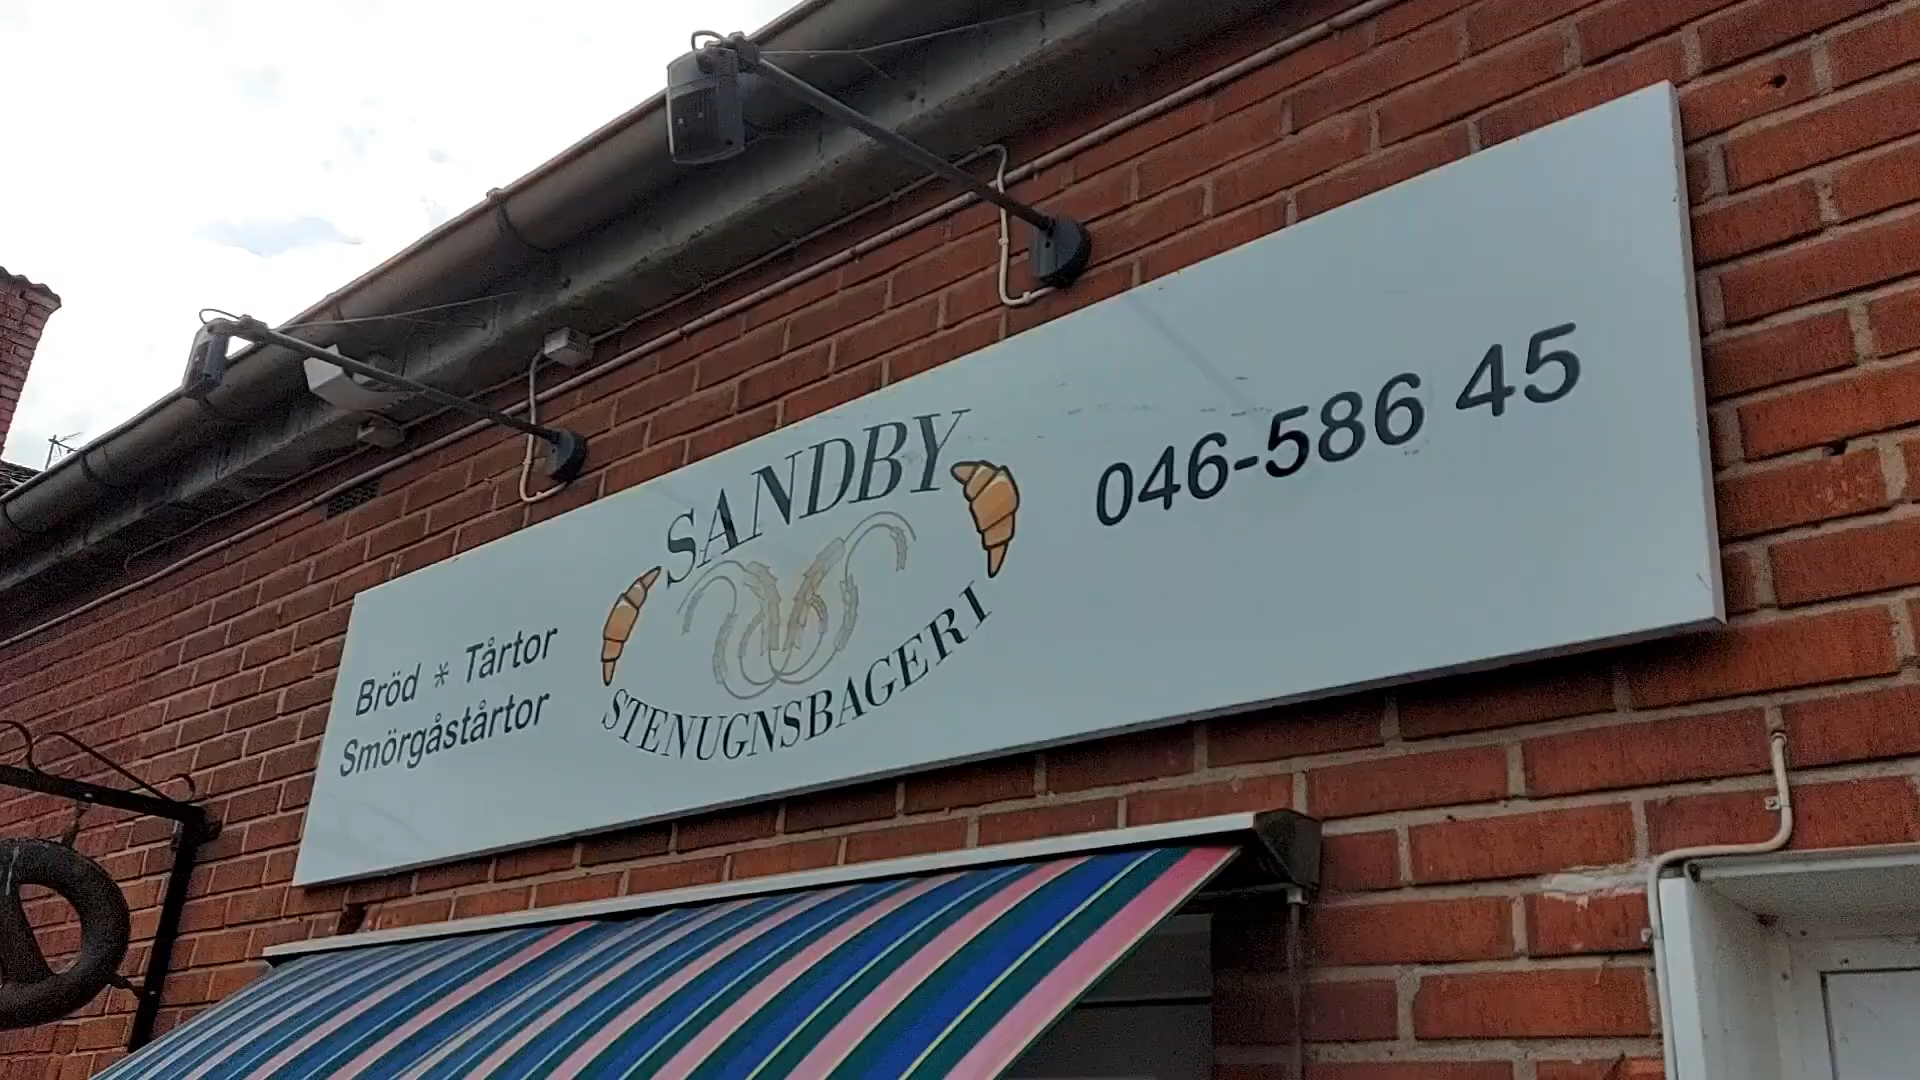 Bröd * Tårtor
Smörgåstårtor
SANDBY
STENUGNSBAGERI
046-586 45